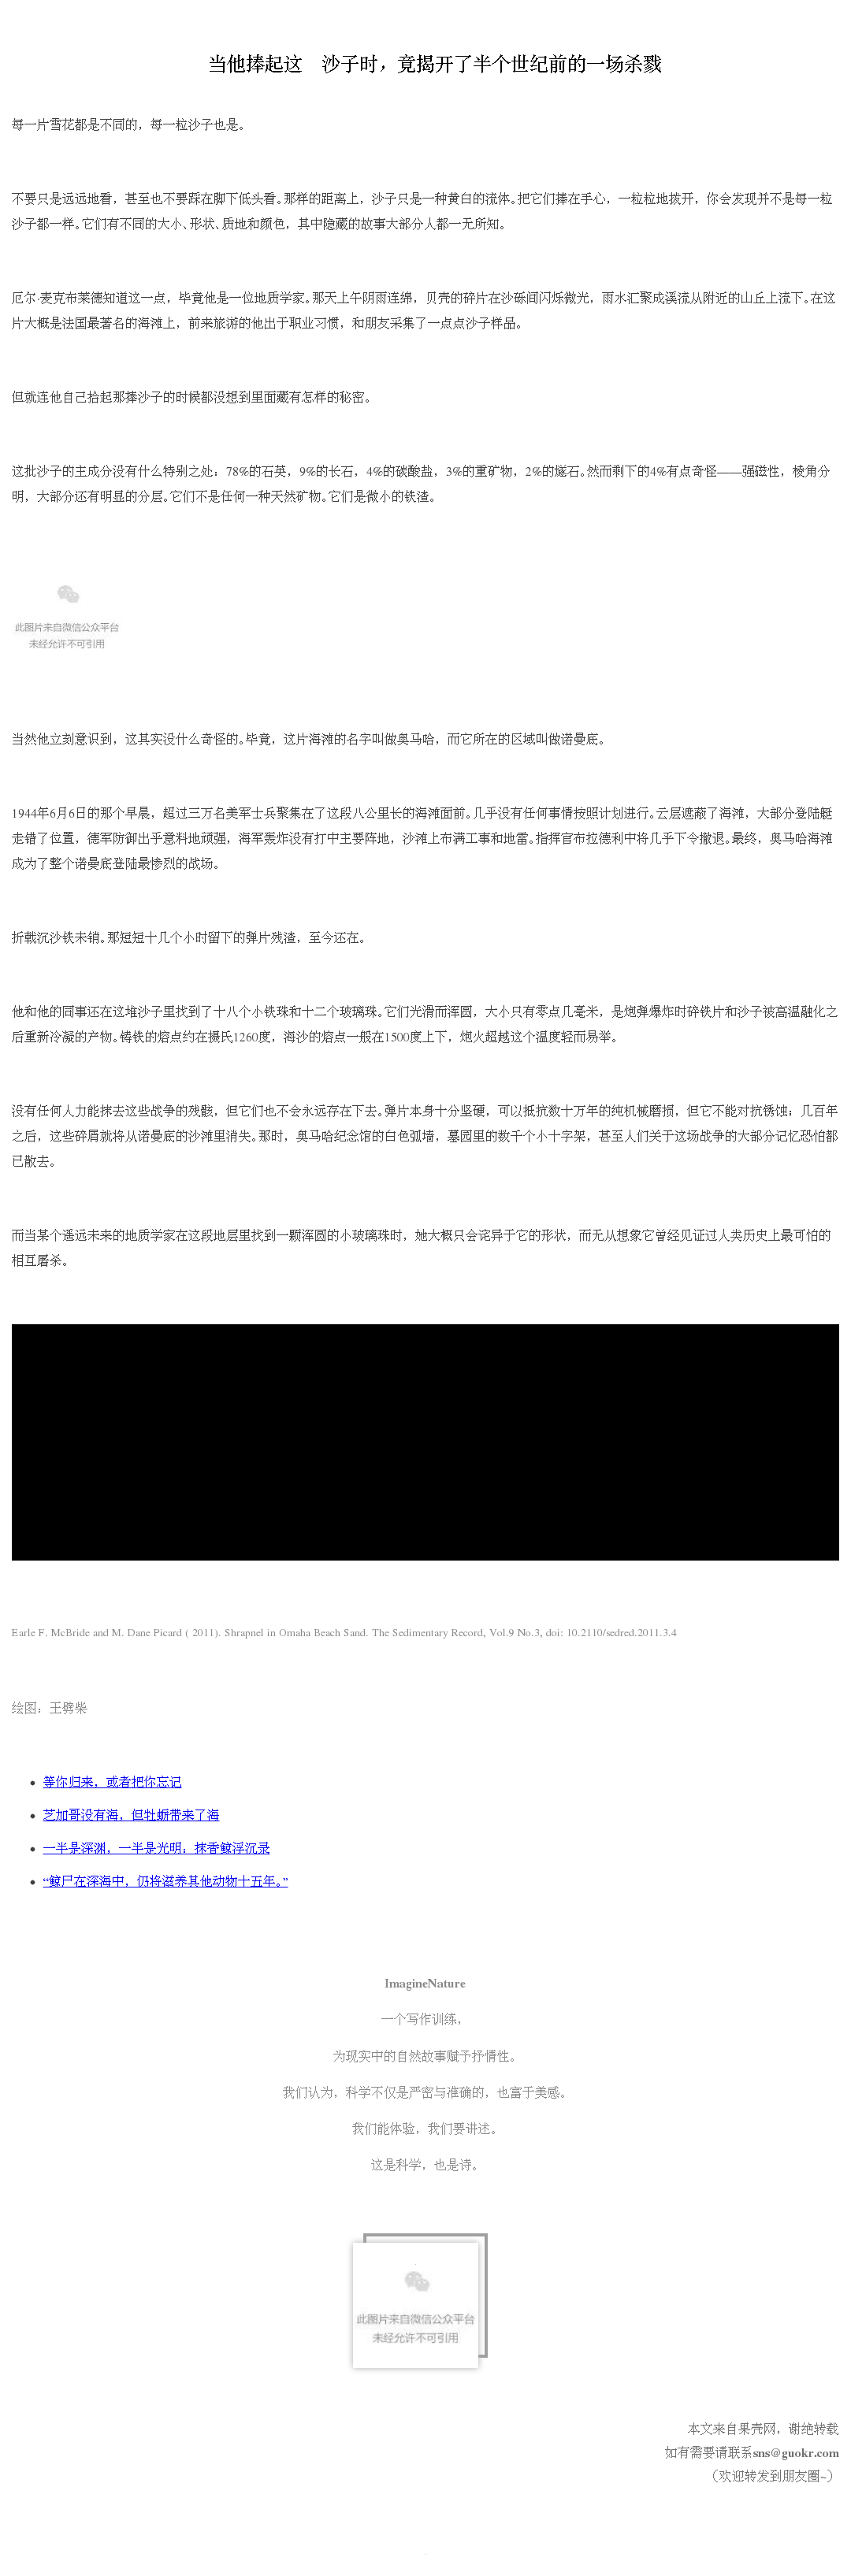 当他捧起这 沙子时，竟揭开了半个世纪前的一场杀戮
每一片雪花都是不同的，每一粒沙子也是。
不要只是远远地看，甚至也不要踩在脚下低头看。那样的距离上，沙子只是一种黄白的流体。把它们捧在手心，一粒粒地拨开，你会发现并不是每一粒
沙子都一样。它们有不同的大小、形状、质地和颜色，其中隐藏的故事大部分人都一无所知。
厄尔·麦克布莱德知道这一点，毕竟他是一位地质学家。那天上午阴雨连绵，贝壳的碎片在沙砾间闪烁微光，雨水汇聚成溪流从附近的山丘上流下。在这
片大概是法国最著名的海滩上，前来旅游的他出于职业习惯，和朋友采集了一点点沙子样品。
但就连他自己拾起那捧沙子的时候都没想到里面藏有怎样的秘密。
这批沙子的主成分没有什么特别之处：78%的石英，9%的长石，4%的碳酸盐，3%的重矿物，2%的燧石。然而剩下的4%有点奇怪——强磁性，棱角分
明，大部分还有明显的分层。它们不是任何一种天然矿物。它们是微小的铁渣。
此图片来自微信公众平台
未经允许不可引用
当然他立刻意识到，这其实没什么奇怪的。毕竟，这片海滩的名字叫做奥马哈，而它所在的区域叫做诺曼底。
1944年6月6日的那个早晨，超过三万名美军士兵聚集在了这段八公里长的海滩面前。几乎没有任何事情按照计划进行。云层遮蔽了海滩，大部分登陆艇
走错了位置，德军防御出乎意料地顽强，海军轰炸没有打中主要阵地，沙滩上布满工事和地雷。指挥官布拉德利中将几乎下令撤退。最终，奥马哈海滩
成为了整个诺曼底登陆最惨烈的战场。
折戟沉沙铁未销。那短短十几个小时留下的弹片残渣，至今还在。
他和他的同事还在这堆沙子里找到了十八个小铁珠和十二个玻璃珠。它们光滑而浑圆，大小只有零点几毫米，是炮弹爆炸时碎铁片和沙子被高温融化之
后重新冷凝的产物。铸铁的熔点约在摄氏1260度，海沙的熔点一般在1500度上下，炮火超越这个温度轻而易举。
没有任何人力能抹去这些战争的残骸，但它们也不会永远存在下去。弹片本身十分坚硬，可以抵抗数十万年的纯机械磨损，但它不能对抗锈蚀；几百年
之后，这些碎屑就将从诺曼底的沙滩里消失。那时，奥马哈纪念馆的白色弧墙，墓园里的数千个小十字架，甚至人们关于这场战争的大部分记忆恐怕都
已散去。
而当某个遥远未来的地质学家在这段地层里找到一颗浑圆的小玻璃珠时，她大概只会诧异于它的形状，而无从想象它曾经见证过人类历史上最可怕的
相互屠杀。
Earle F. McBride and M. Dane Picard ( 2011). Shrapnel in Omaha Beach Sand. The Sedimentary Record, Vol.9 No.3, doi: 10.2110/sedred.2011.3.4
绘图：王劈柴
等你归来，或者把你忘记
芝加哥没有海，但牡蛎带来了海
一半是深渊，一半是光明：抹香鲸浮沉录
“鲸尸在深海中，仍将滋养其他动物十五年。”
ImagineNature
一个写作训练，
为现实中的自然故事赋予抒情性。
我们认为，科学不仅是严密与准确的，也富于美感。
我们能体验，我们要讲述。
这是科学，也是诗。
此图片来自微信公众平台
未经允许不可引用
本文来自果壳网，谢绝转载
如有需要请联系sns@guokr.com
（欢迎转发到朋友圈~）